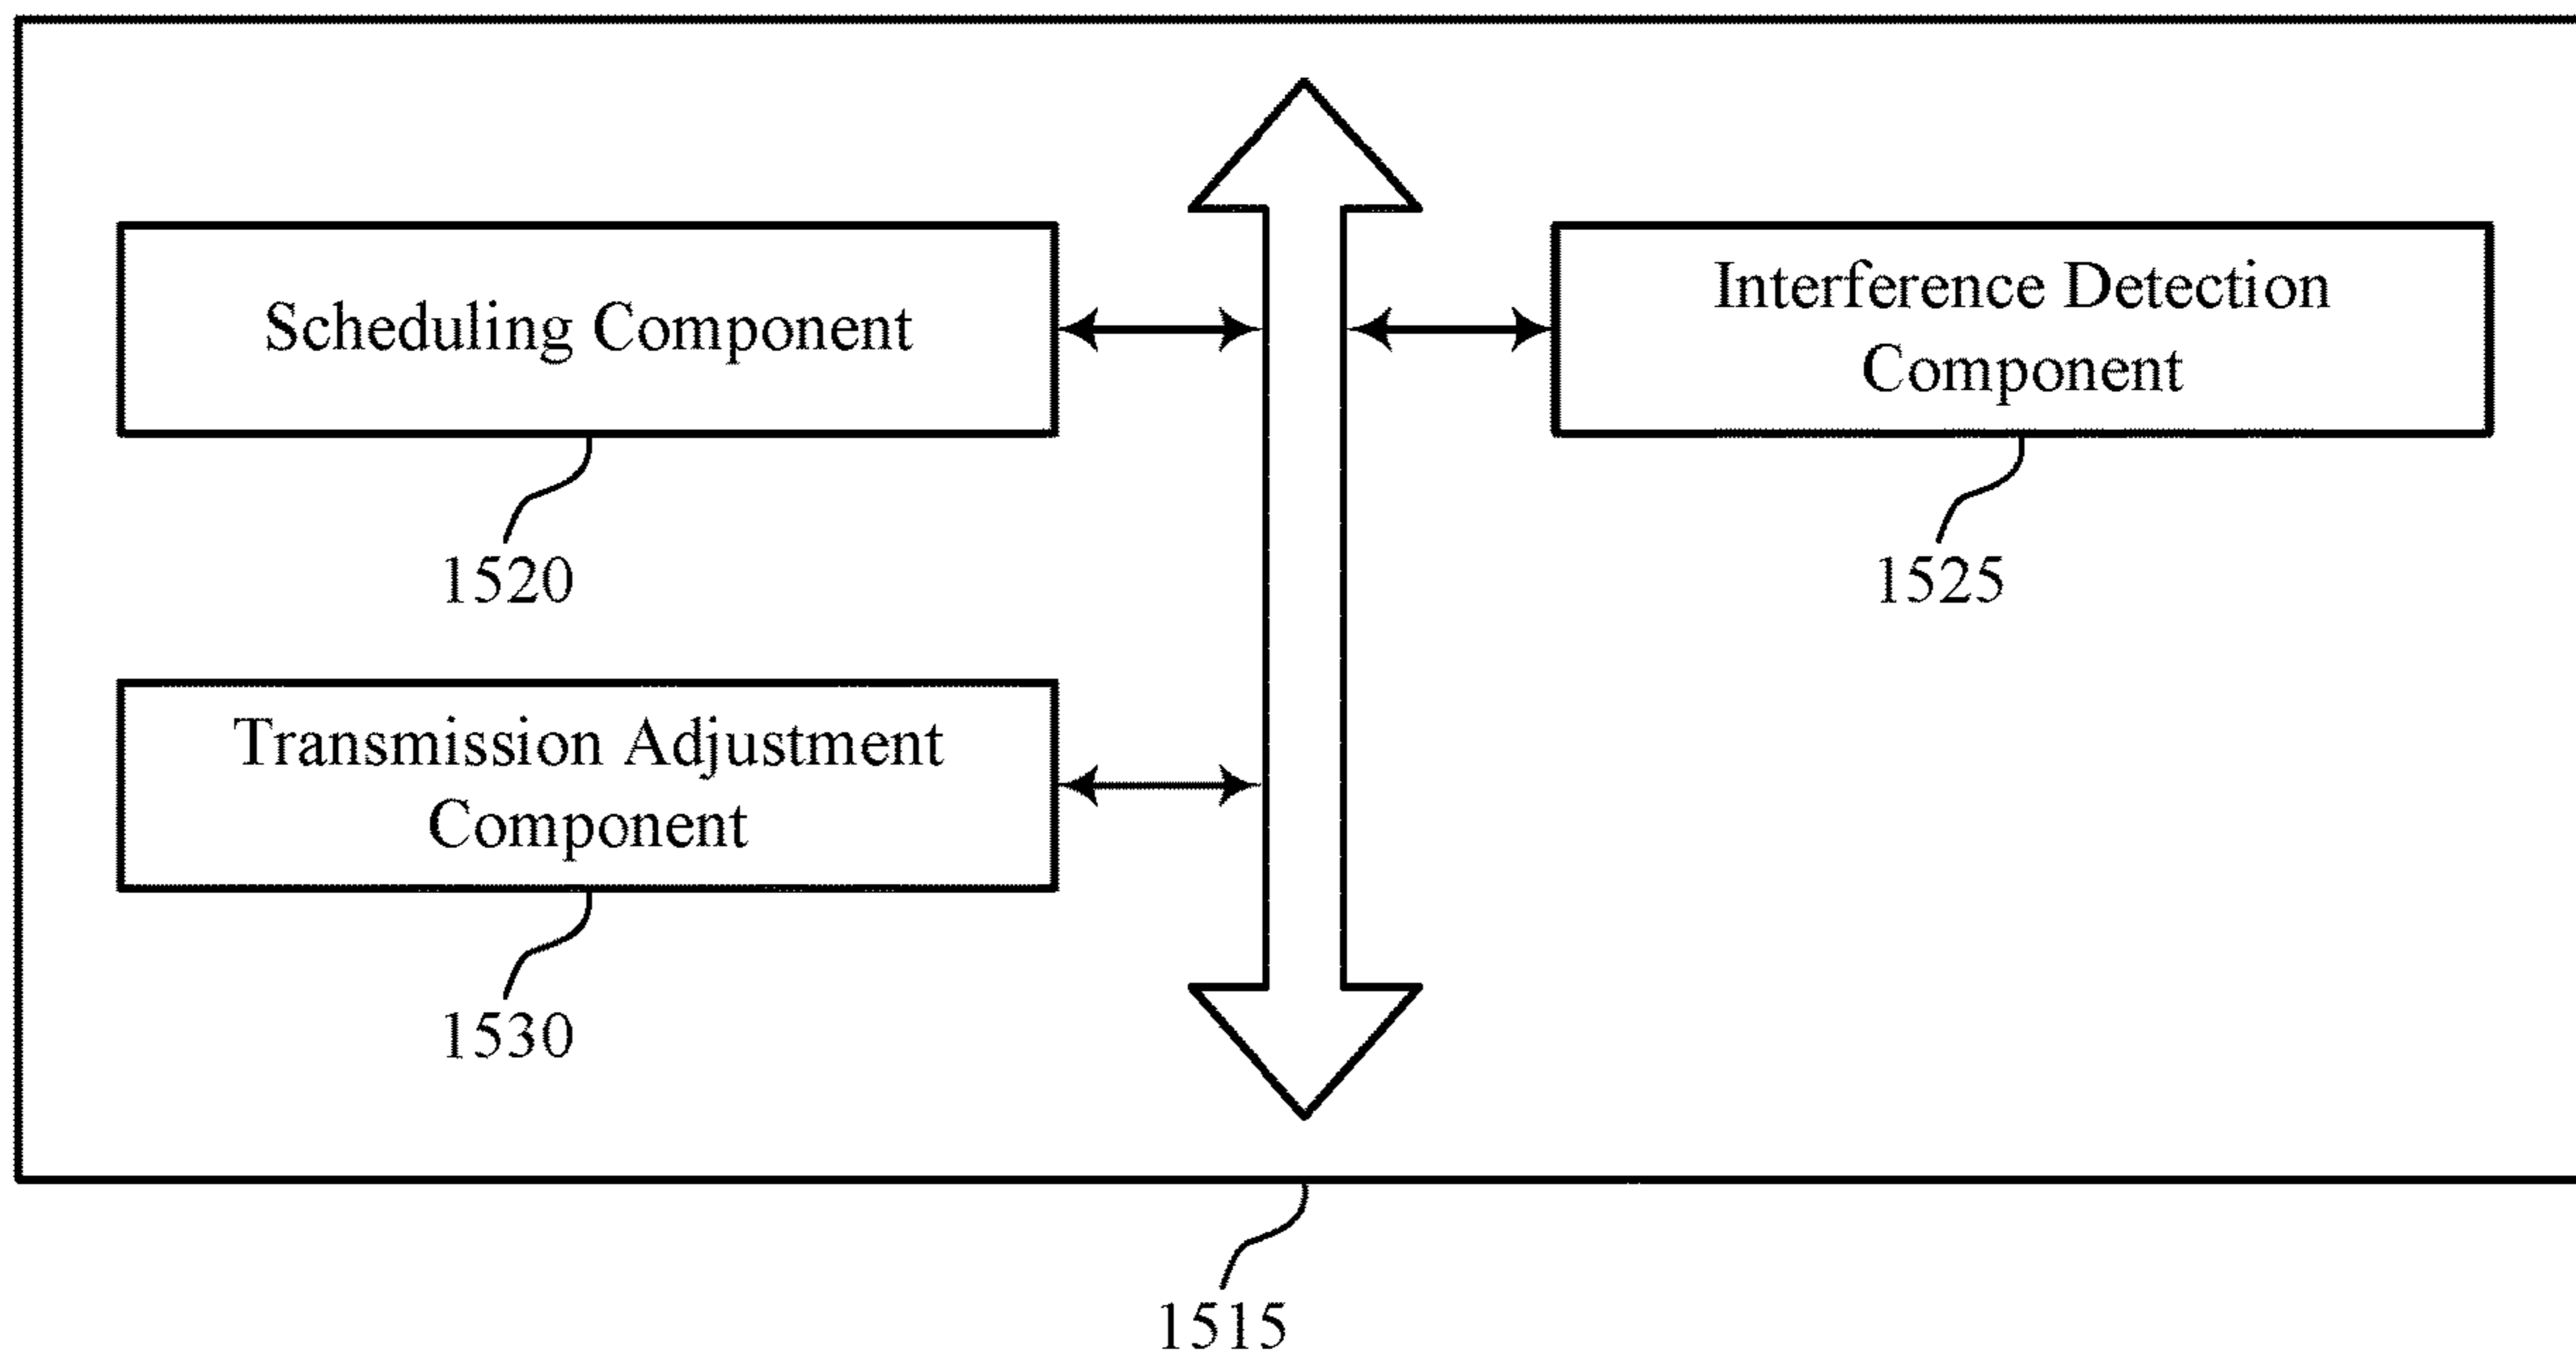 Scheduling Component
Interference Detection
Component
1520
1525
Transmission Adjustment
Component
1530
1515